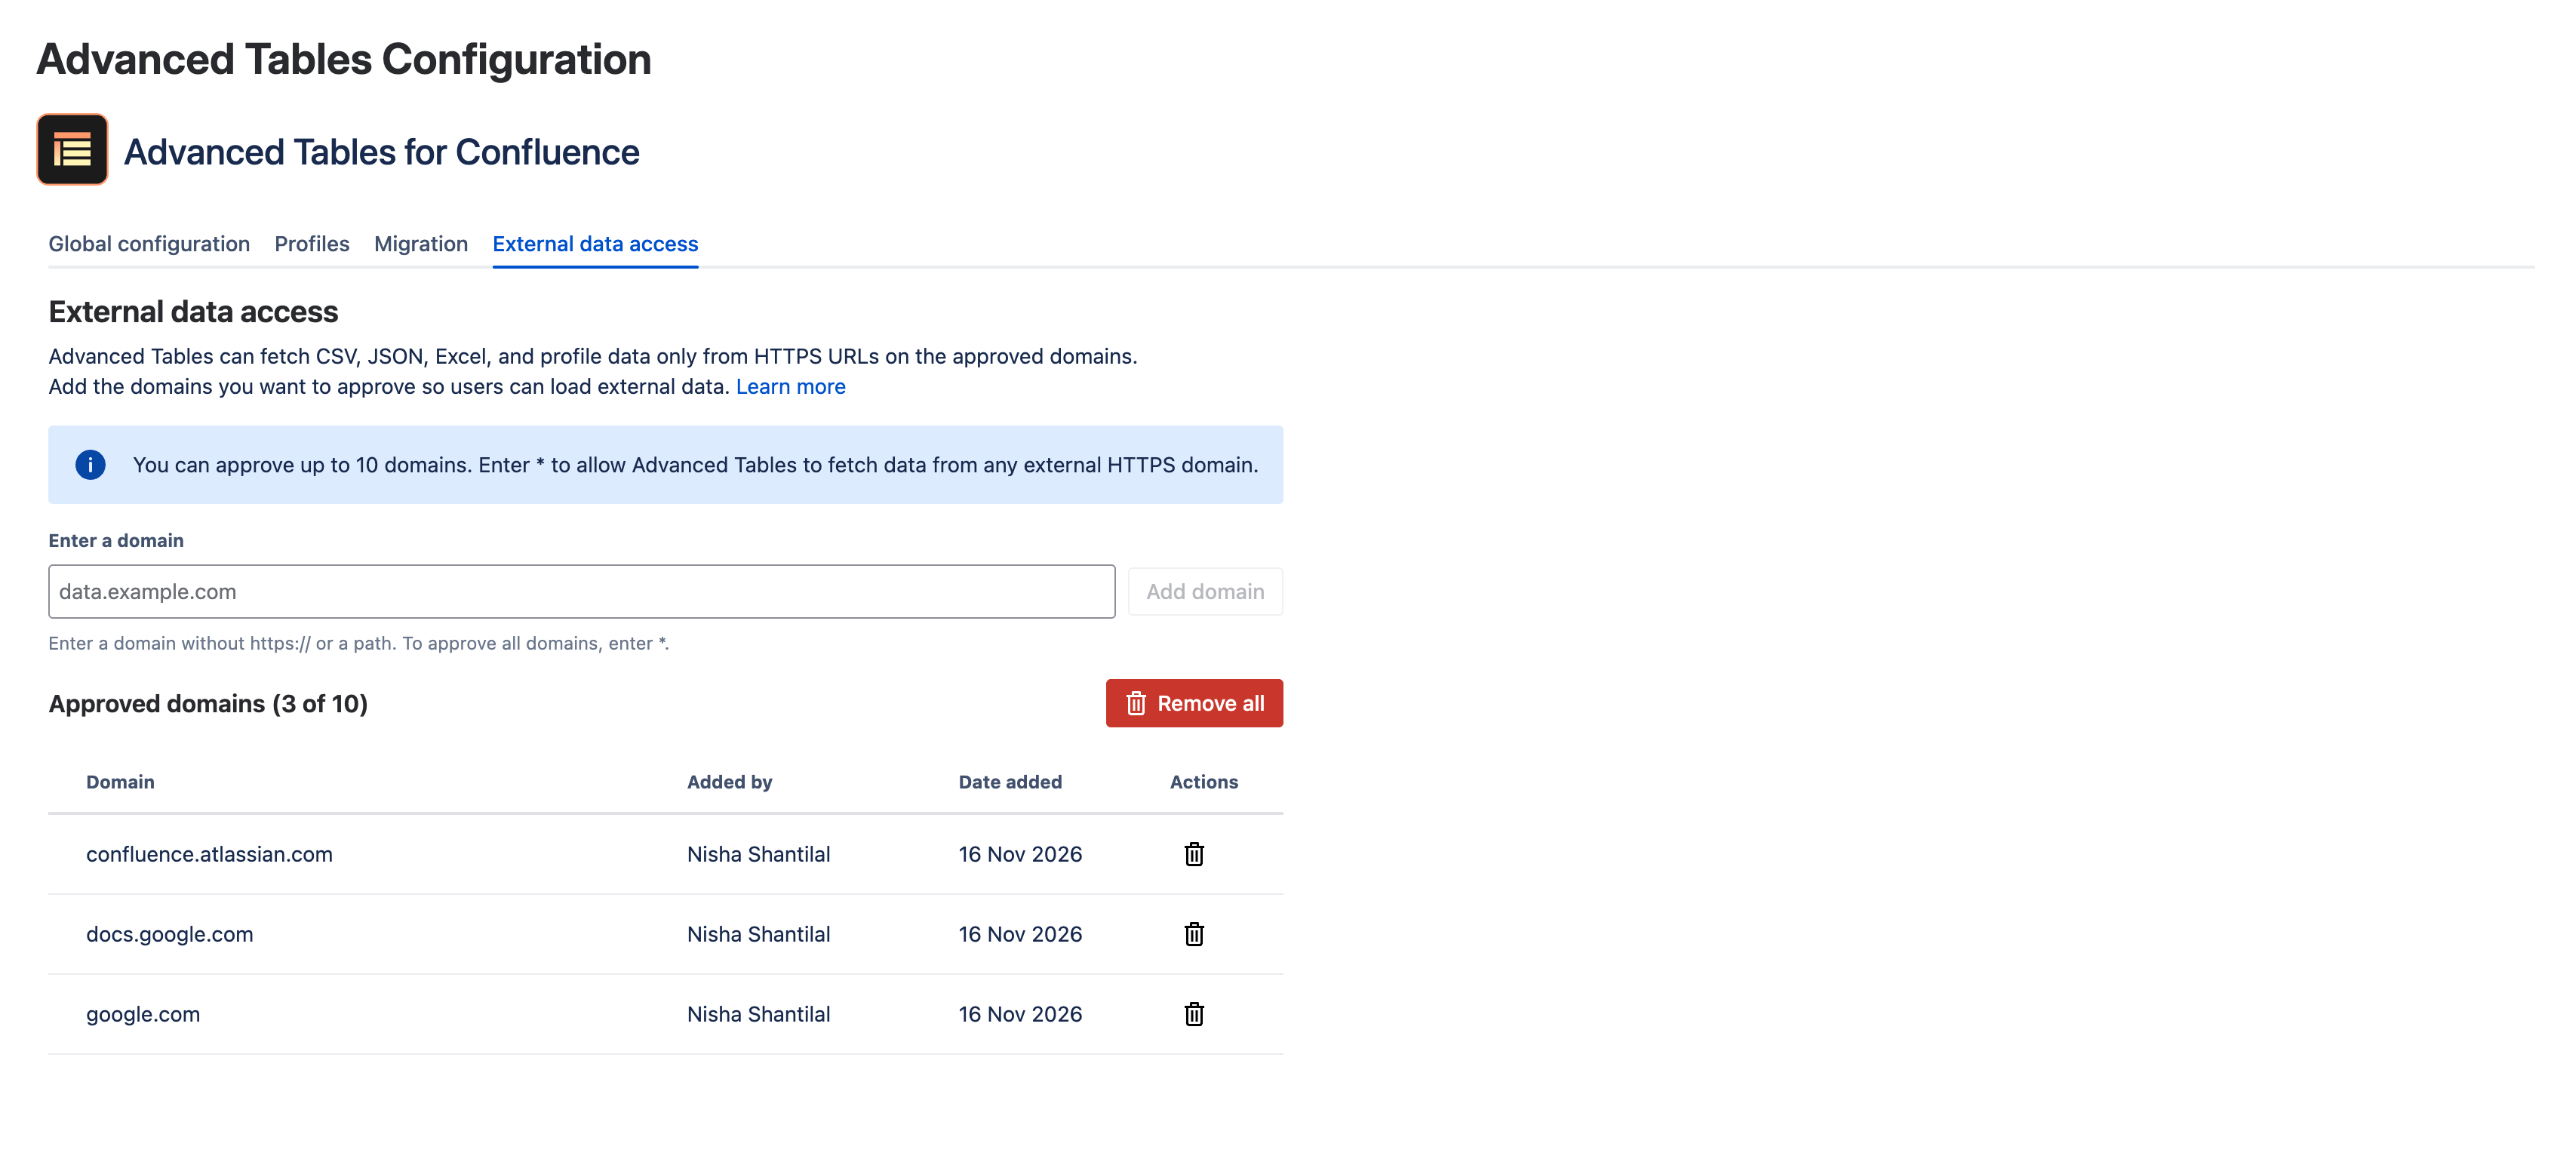 Advanced Tables Configuration
Advanced Tables for Confluence
Global configuration Profiles Migration External data access
External data access
Advanced Tables can fetch CSV, JSON, Excel, and profile data only from HTTPS URLs on the approved domains.
Add the domains you want to approve so users can load external data. Learn more
You can approve up to 10 domains. Enter * to allow Advanced Tables to fetch data from any external HTTPS domain.
Enter a domain
data.example.com Add domain
Enter a domain without https:// or a path. To approve all domains, enter *.
Approved domains (3 of 10) Remove all
Domain Added by Date added Actions
confluence.atlassian.com Nisha Shantilal 16 Nov 2026
docs.google.com Nisha Shantilal 16 Nov 2026
google.com Nisha Shantilal 16 Nov 2026